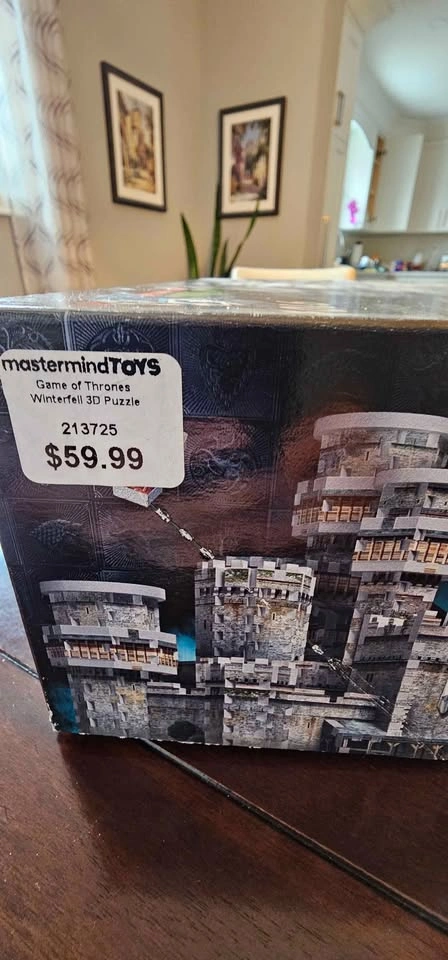 mastermindTOYS
Game of Thrones
Winterfell 3D Puzzle
213725
$59.99